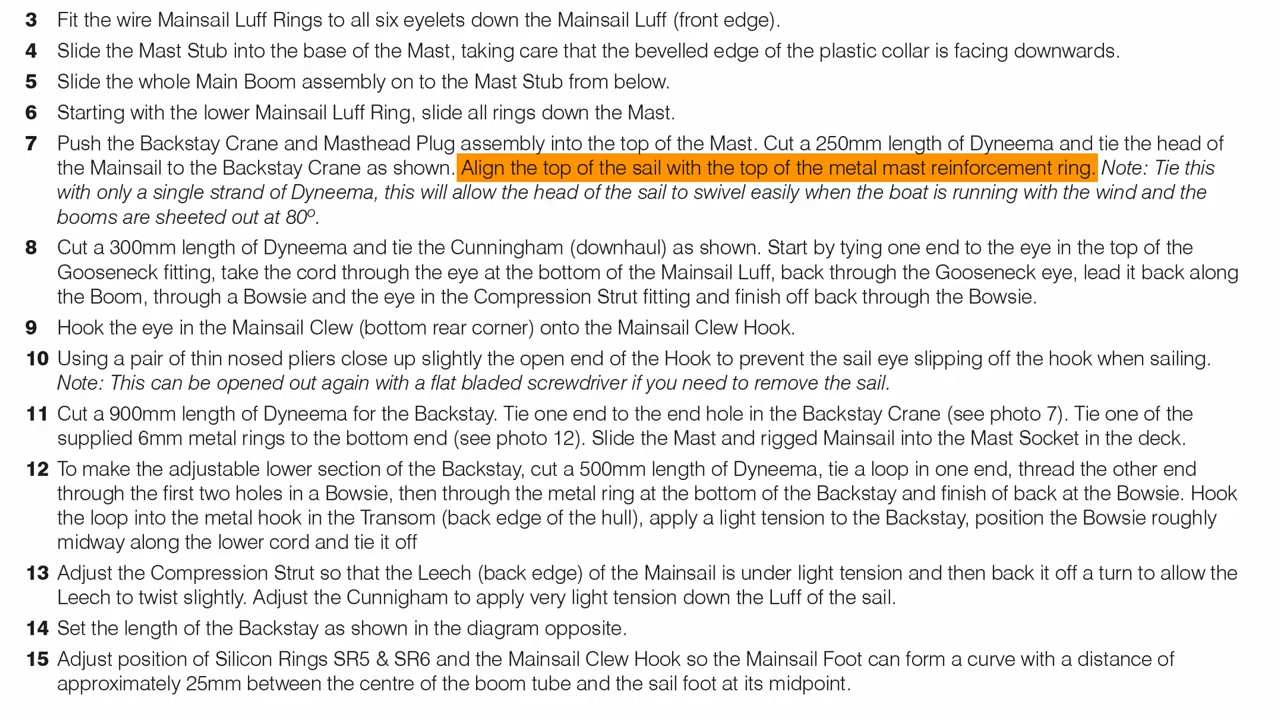 3 Fit the wire Mainsail Luff Rings to all six eyelets down the Mainsail Luff (front edge).
4 Slide the Mast Stub into the base of the Mast, taking care that the bevelled edge of the plastic collar is facing downwards.
5 Slide the whole Main Boom assembly on to the Mast Stub from below.
6 Starting with the lower Mainsail Luff Ring, slide all rings down the Mast.
7 Push the Backstay Crane and Masthead Plug assembly into the top of the Mast. Cut a 250mm length of Dyneema and tie the head of
the Mainsail to the Backstay Crane as shown. Align the top of the sail with the top of the metal mast reinforcement ring. Note: Tie this
with only a single strand of Dyneema, this will allow the head of the sail to swivel easily when the boat is running with the wind and the
booms are sheeted out at 80º.
8 Cut a 300mm length of Dyneema and tie the Cunningham (downhaul) as shown. Start by tying one end to the eye in the top of the
Gooseneck fitting, take the cord through the eye at the bottom of the Mainsail Luff, back through the Gooseneck eye, lead it back along
the Boom, through a Bowsie and the eye in the Compression Strut fitting and finish off back through the Bowsie.
9 Hook the eye in the Mainsail Clew (bottom rear corner) onto the Mainsail Clew Hook.
10 Using a pair of thin nosed pliers close up slightly the open end of the Hook to prevent the sail eye slipping off the hook when sailing.
Note: This can be opened out again with a flat bladed screwdriver if you need to remove the sail.
11 Cut a 900mm length of Dyneema for the Backstay. Tie one end to the end hole in the Backstay Crane (see photo 7). Tie one of the
supplied 6mm metal rings to the bottom end (see photo 12). Slide the Mast and rigged Mainsail into the Mast Socket in the deck.
12 To make the adjustable lower section of the Backstay, cut a 500mm length of Dyneema, tie a loop in one end, thread the other end
through the first two holes in a Bowsie, then through the metal ring at the bottom of the Backstay and finish of back at the Bowsie. Hook
the loop into the metal hook in the Transom (back edge of the hull), apply a light tension to the Backstay, position the Bowsie roughly
midway along the lower cord and tie it off
13 Adjust the Compression Strut so that the Leech (back edge) of the Mainsail is under light tension and then back it off a turn to allow the
Leech to twist slightly. Adjust the Cunnigham to apply very light tension down the Luff of the sail.
14 Set the length of the Backstay as shown in the diagram opposite.
15 Adjust position of Silicon Rings SR5 & SR6 and the Mainsail Clew Hook so the Mainsail Foot can form a curve with a distance of
approximately 25mm between the centre of the boom tube and the sail foot at its midpoint.